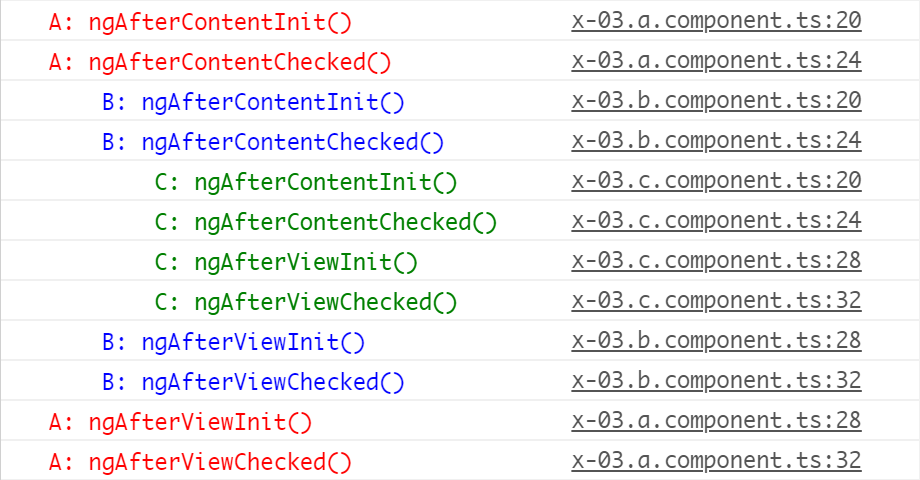 A: ngAfterContentInit() x-03.a.component.ts:20
A: ngAfterContentChecked() x-03.a.component.ts:24
B: ngAfterContentInit() x-03.b.component.ts:20
B: ngAfterContentChecked() x-03.b.component.ts:24
C: ngAfterContentInit() x-03.c.component.ts:20
C: ngAfterContentChecked() x-03.c.component.ts:24
C: ngAfterViewInit() x-03.c.component.ts:28
C: ngAfterViewChecked() x-03.c.component.ts:32
B: ngAfterViewInit() x-03.b.component.ts:28
B: ngAfterViewChecked() x-03.b.component.ts:32
A: ngAfterViewInit() x-03.a.component.ts:28
A: ngAfterViewChecked() x-03.a.component.ts:32